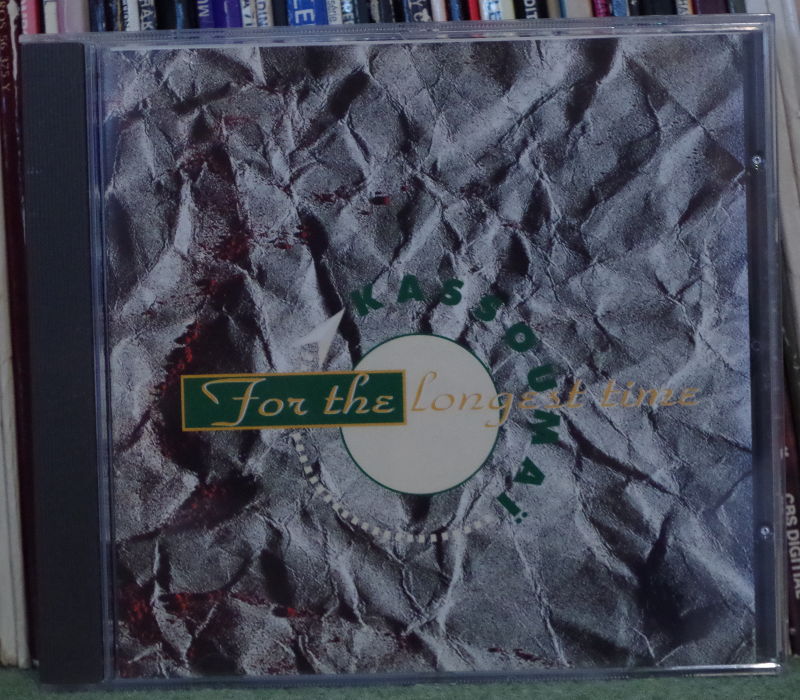 KASSOUMAÏ
For the longest time
CBS DIGITAL